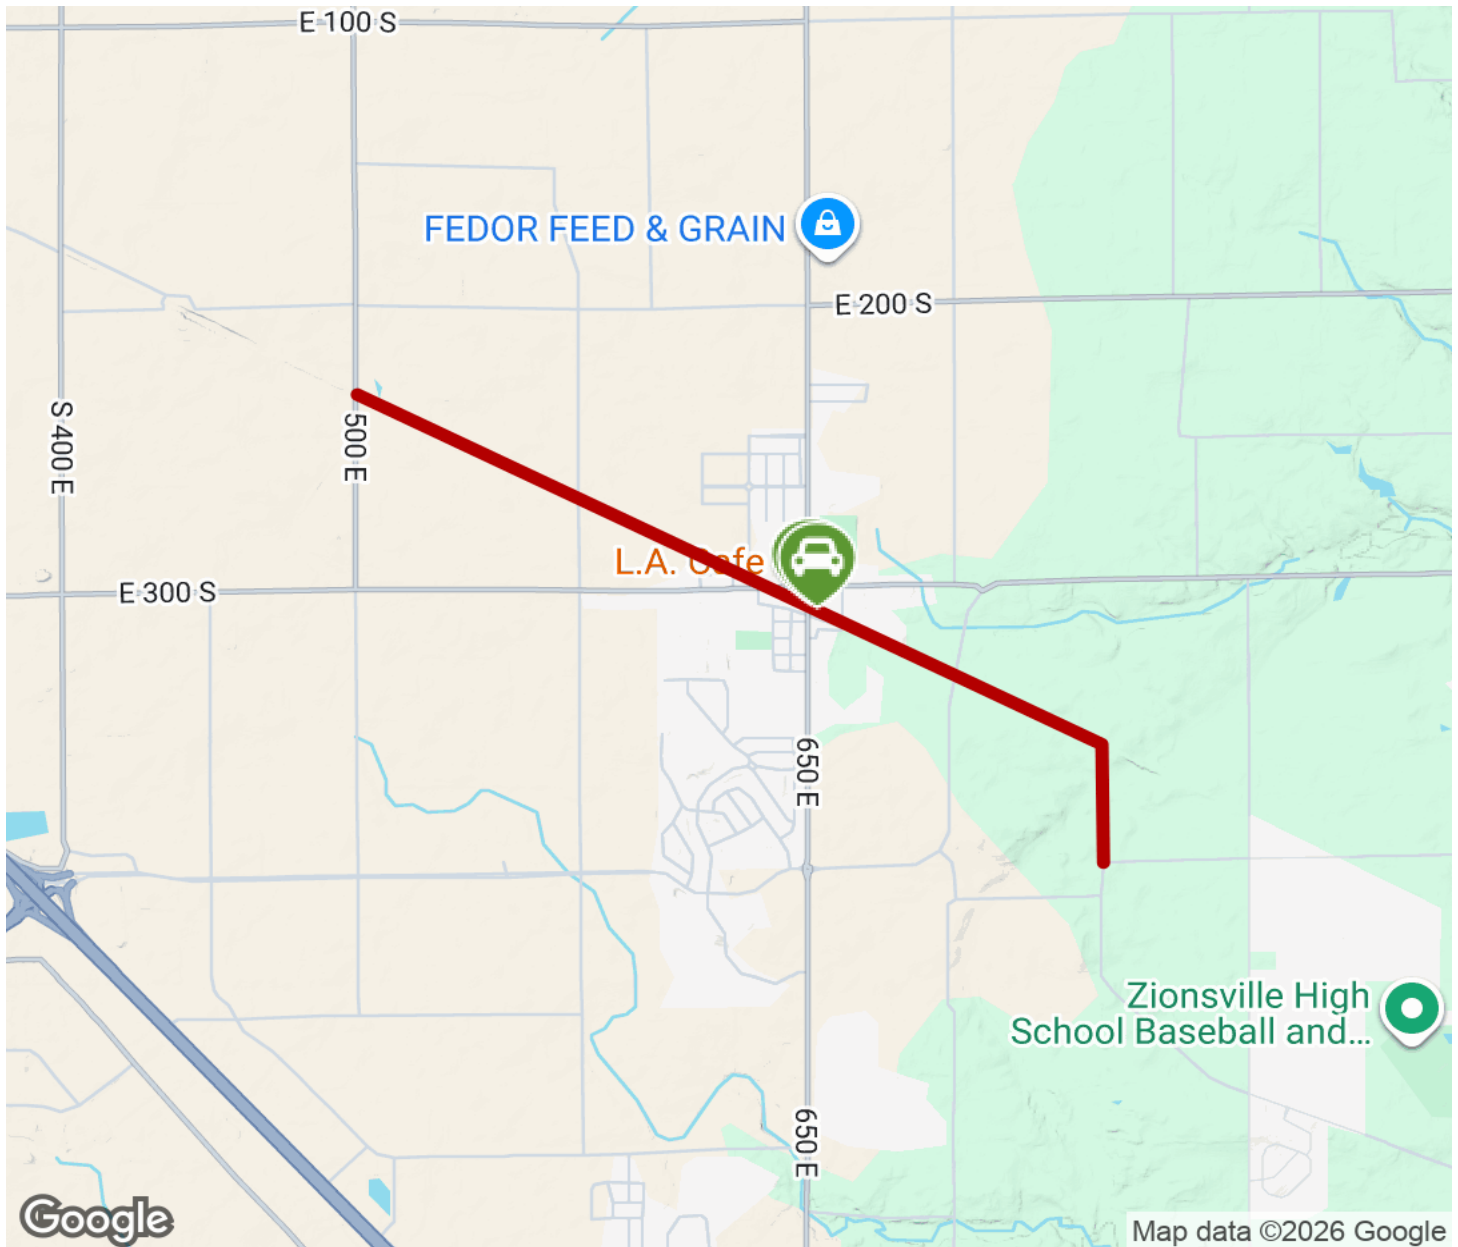 E 100 S
FEDOR FEED & GRAIN
E 200 S
S 400 E
500 E
L.A. Cafe
E 300 S
650 E
Zionsville High
School Baseball and...
650 E
Google
Map data ©2026 Google